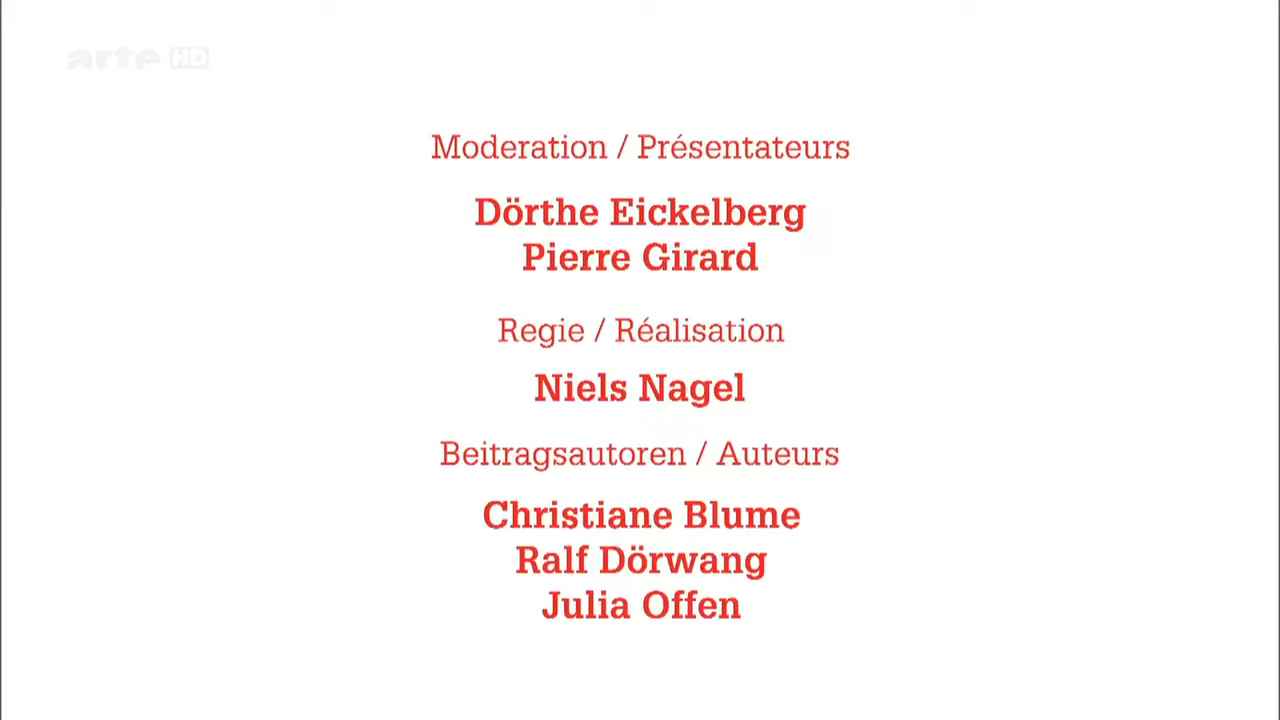 arte HD
Moderation / Présentateurs
Dörthe Eickelberg
Pierre Girard
Regie / Réalisation
Niels Nagel
Beitragsautoren / Auteurs
Christiane Blume
Ralf Dörwang
Julia Offen